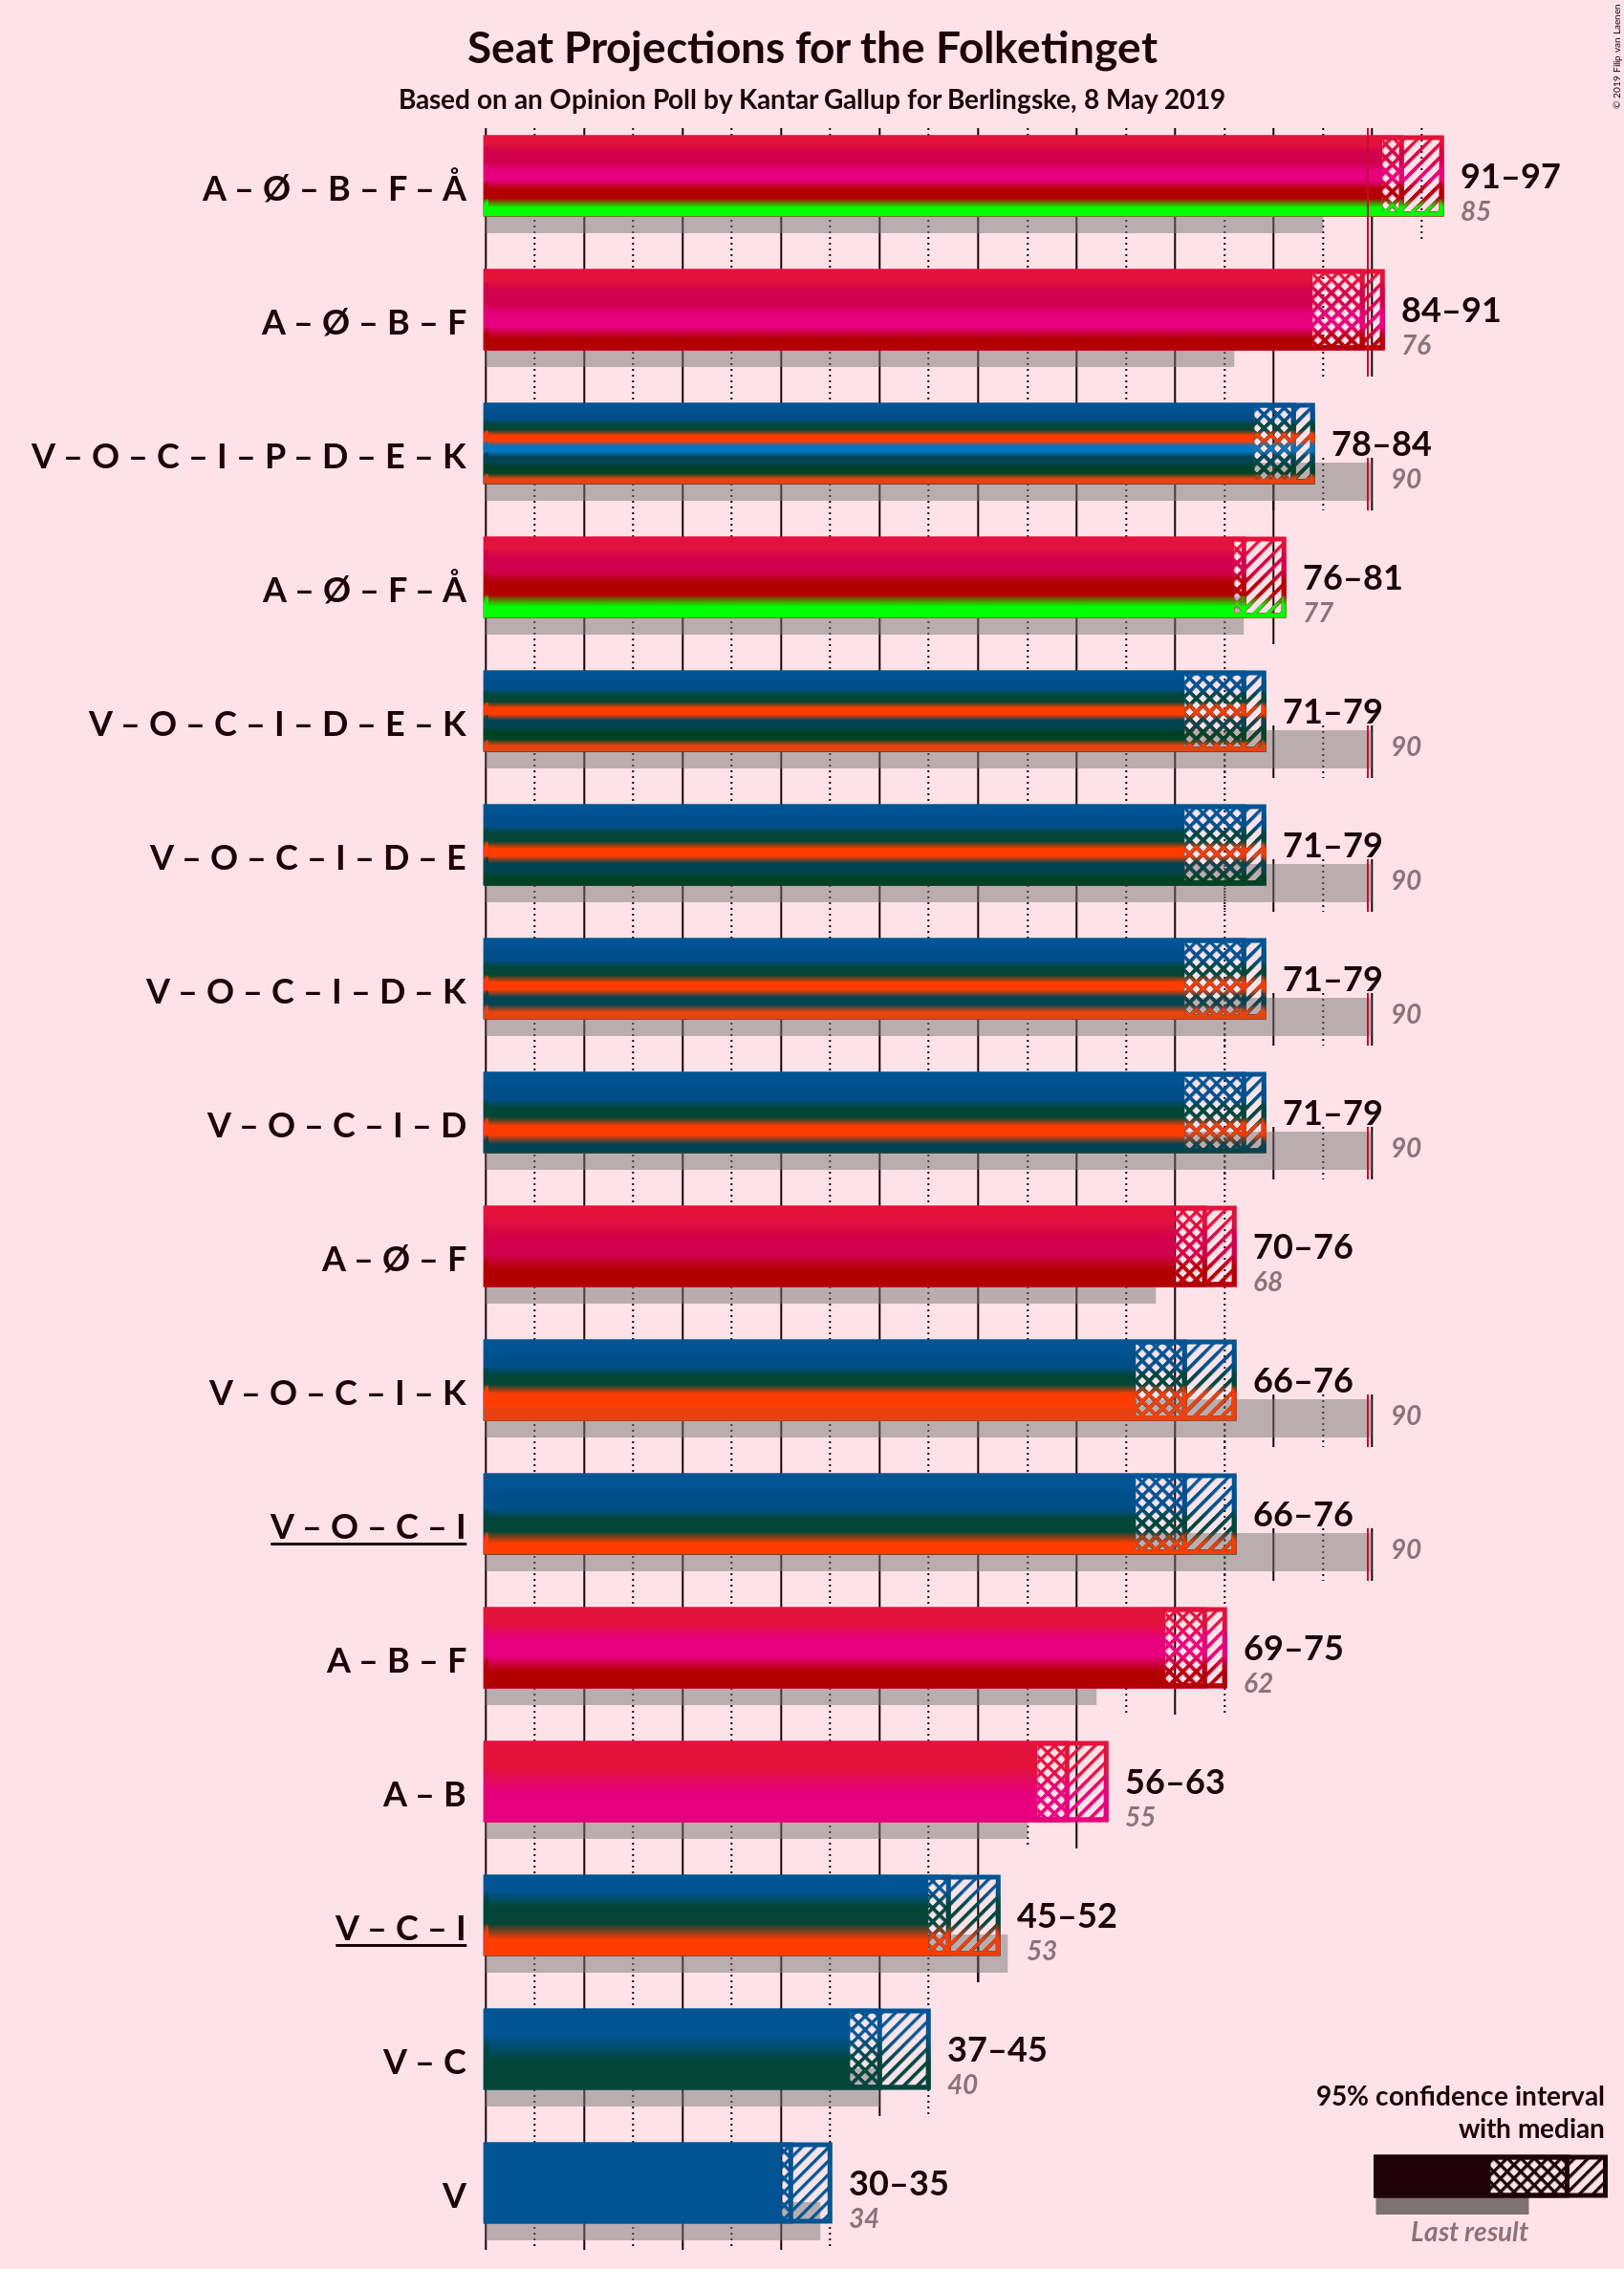 Seat Projections for the Folketinget
Based on an Opinion Poll by Kantar Gallup for Berlingske, 8 May 2019
© 2019 Filip van Laenen
A – Ø – B – F – Å
91–97
85
A – Ø – B – F
84–91
76
V – O – C – I – P – D – E – K
78–84
90
A – Ø – F – Å
76–81
77
V – O – C – I – D – E – K
71–79
90
V – O – C – I – D – E
71–79
90
V – O – C – I – D – K
71–79
90
V – O – C – I – D
71–79
90
A – Ø – F
70–76
68
V – O – C – I – K
66–76
90
V – O – C – I
66–76
90
A – B – F
69–75
62
A – B
56–63
55
V – C – I
45–52
53
V – C
37–45
40
V
30–35
34
95% confidence interval
with median
Last result